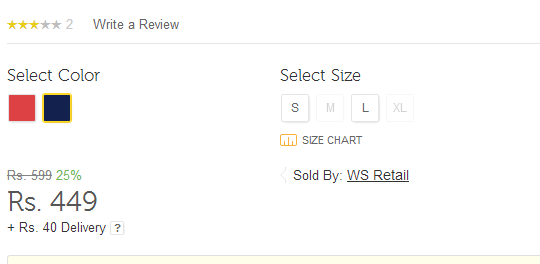 2 Write a Review
Select Color
Select Size
S M L XL
SIZE CHART
Rs. 599 25%
Sold By: WS Retail
Rs. 449
+ Rs. 40 Delivery ?